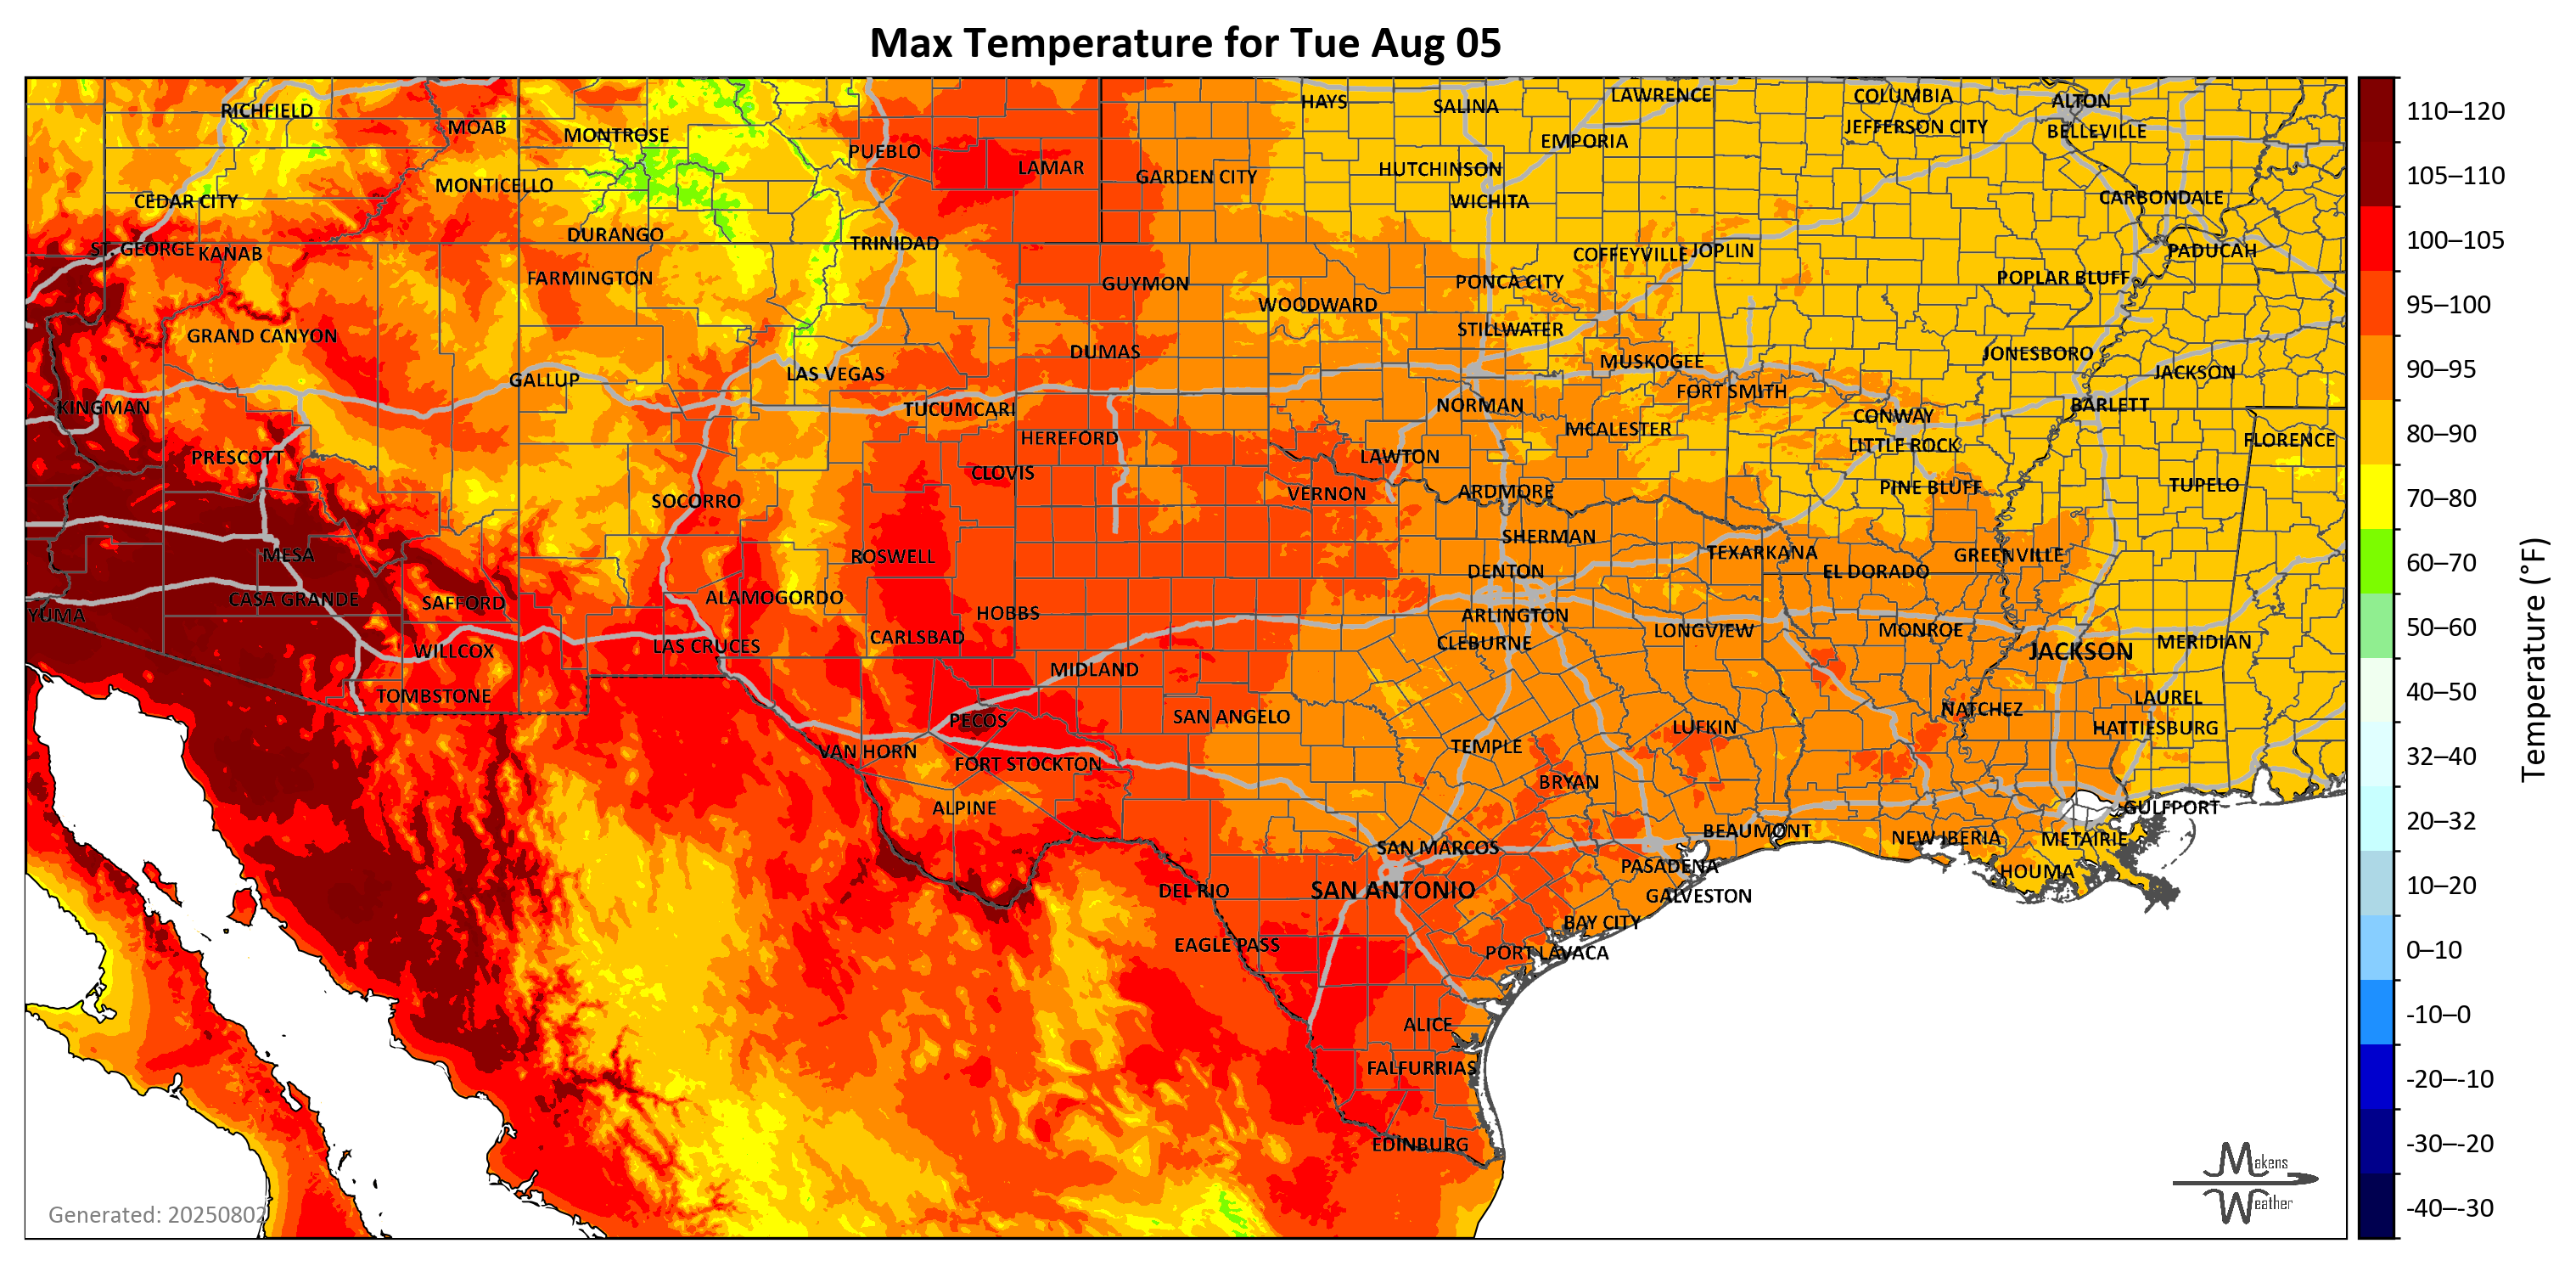 Max Temperature for Tue Aug 05
RICHFIELD
MOAB
MONTROSE
PUEBLO
LAMAR
GARDEN CITY
HAYS
SALINA
LAWRENCE
EMPORIA
HUTCHINSON
WICHITA
COLUMBIA
JEFFERSON CITY
ALTON
BELLEVILLE
CARBONDALE
CEDAR CITY
MONTICELLO
DURANGO
TRINIDAD
ST. GEORGE
KANAB
FARMINGTON
GUYMON
WOODWARD
PONCA CITY
COFFEYVILLE
JOPLIN
POPLAR BLUFF
PADUCAH
GRAND CANYON
GALLUP
LAS VEGAS
DUMAS
STILLWATER
MUSKOGEE
FORT SMITH
JONESBORO
JACKSON
KINGMAN
TUCUMCARI
HEREFORD
NORMAN
MCALESTER
CONWAY
LITTLE ROCK
BARLETT
FLORENCE
PRESCOTT
SOCORRO
CLOVIS
VERNON
LAWTON
ARDMORE
PINE BLUFF
TUPELO
MESA
ROSWELL
SHERMAN
TEXARKANA
GREENVILLE
DENTON
EL DORADO
YUMA
CASA GRANDE
SAFFORD
ALAMOGORDO
HOBBS
ARLINGTON
CLEBURNE
LONGVIEW
MONROE
JACKSON
MERIDIAN
WILLCOX
LAS CRUCES
CARLSBAD
MIDLAND
TOMBSTONE
PECOS
SAN ANGELO
LUFKIN
NATCHEZ
LAUREL
HATTIESBURG
VAN HORN
FORT STOCKTON
TEMPLE
BRYAN
ALPINE
GULFPORT
SAN MARCOS
BEAUMONT
NEW IBERIA
METAIRIE
PASADENA
HOUMA
DEL RIO
SAN ANTONIO
GALVESTON
BAY CITY
EAGLE PASS
PORT LAVACA
ALICE
FALFURRIAS
EDINBURG
Generated: 20250802
Makens
Weather
110–120
105–110
100–105
95–100
90–95
80–90
70–80
60–70
50–60
40–50
32–40
20–32
10–20
0–10
-10–0
-20–-10
-30–-20
-40–-30
Temperature (°F)